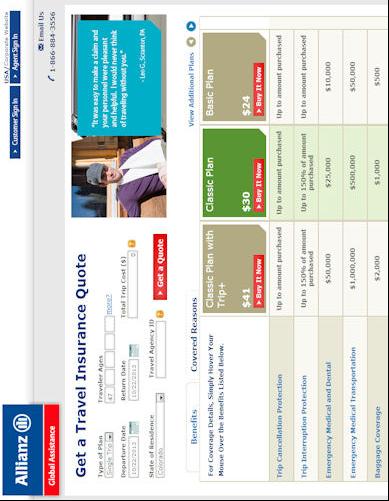 USA / Corporate Website
Customer Sign In
Agent Sign In
Allianz
Global Assistance
1-866-884-3556
Email Us
Get a Travel Insurance Quote
Type of Plan
Traveler Ages
Single Trip
47
more?
Departure Date
Return Date
Total Trip Cost ($)
10/22/2013
10/22/2013
0
State of Residence
Travel Agency ID
Colorado
Get a Quote
"It was easy to make a claim and
your personnel were pleasant
and helpful. I would never think
of traveling without you."
- Leo G., Scranton, PA
Benefits
Covered Reasons
View Additional Plans
For Coverage Details, Simply Hover Your
Mouse Over the Benefits Listed below.
Classic Plan with
Trip+
$41
Buy It Now
Classic Plan
$30
Buy It Now
Basic Plan
$24
Buy It Now
Trip Cancellation Protection
Up to amount purchased
Up to amount purchased
Up to amount purchased
Trip Interruption Protection
Up to 150% of amount
purchased
Up to 150% of amount
purchased
Up to amount purchased
Emergency Medical and Dental
$50,000
$25,000
$10,000
Emergency Medical Transportation
$1,000,000
$500,000
$50,000
Baggage Coverage
$2,000
$1,000
$500